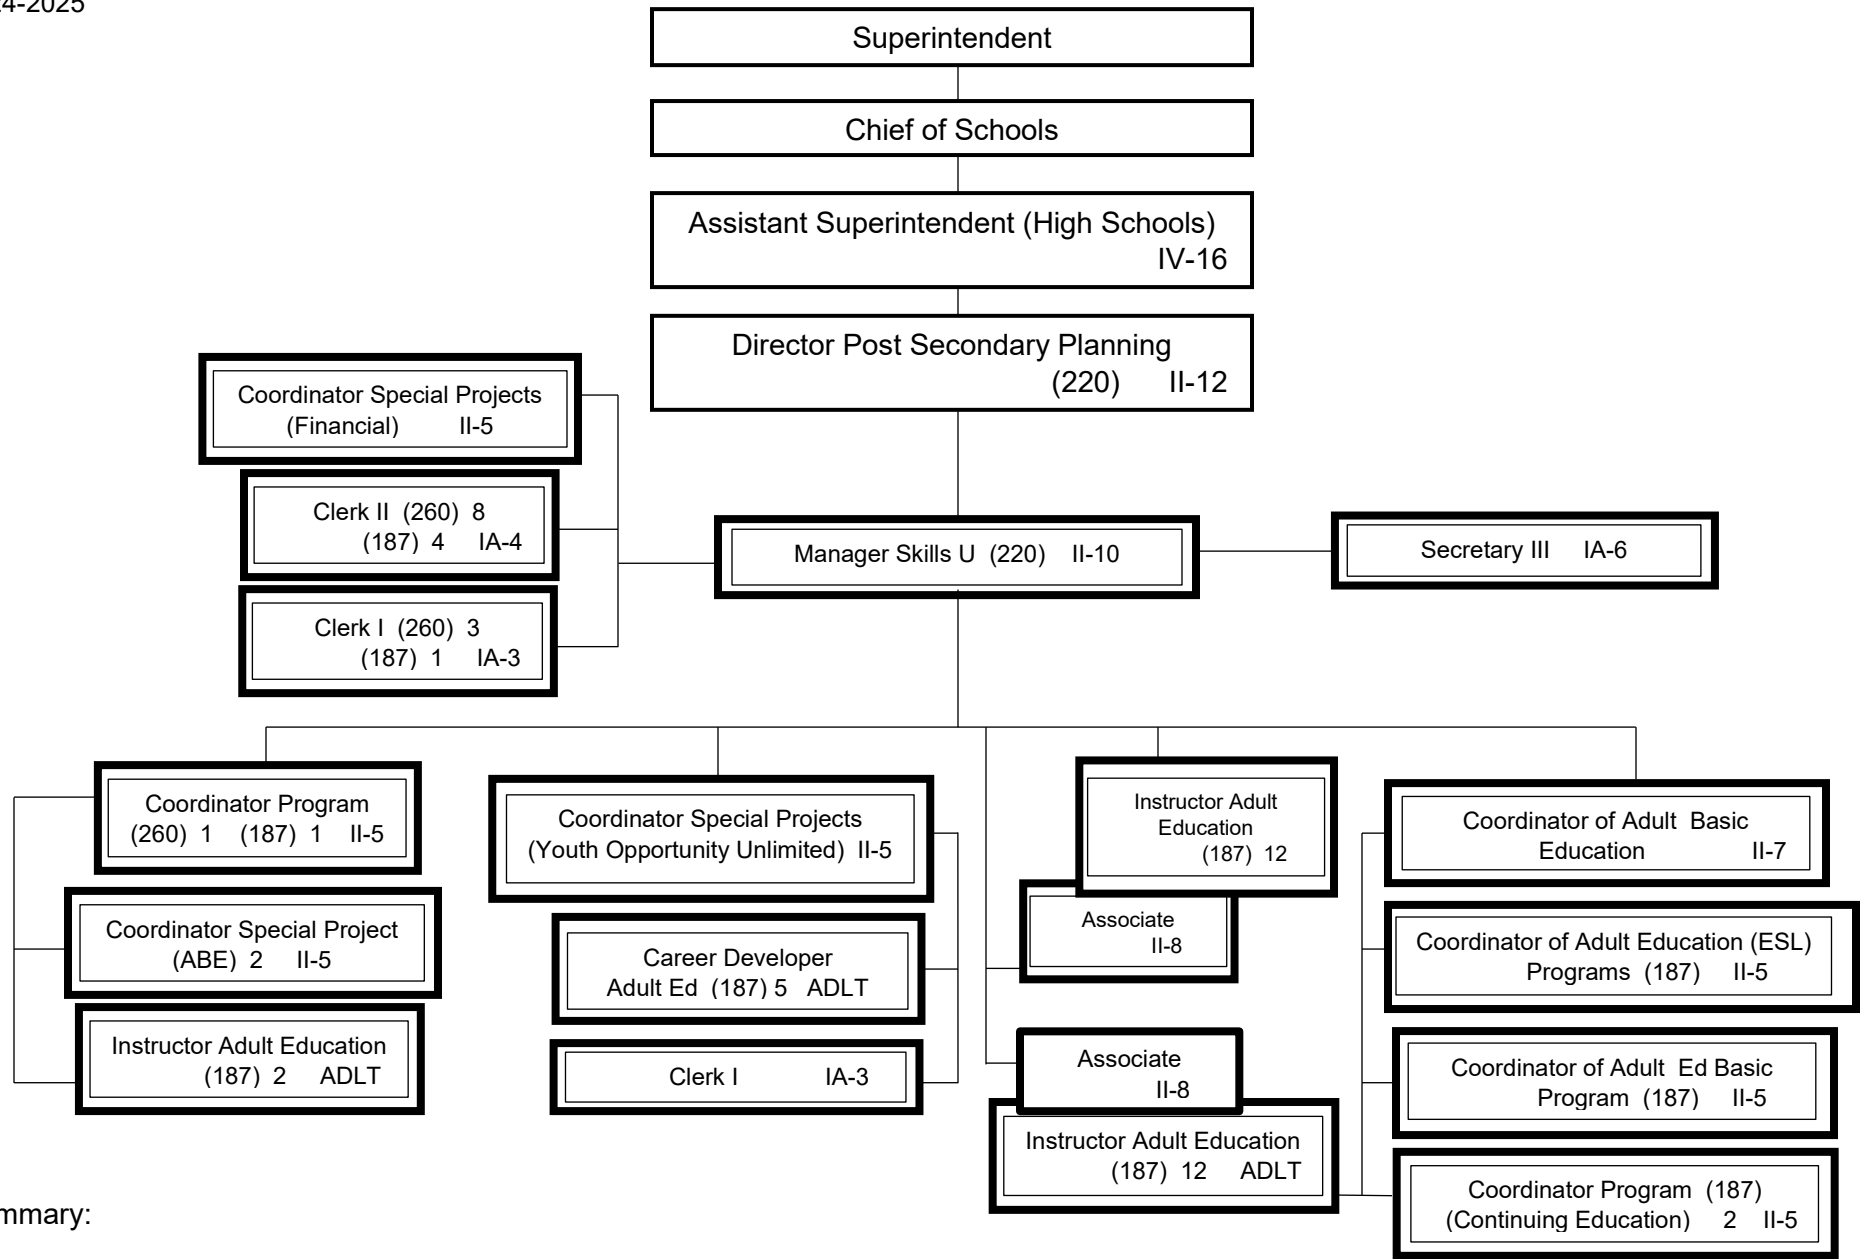 4-2025
Superintendent
Chief of Schools
Assistant Superintendent (High Schools)
IV-16
Director Post Secondary Planning
(220) II-12
Coordinator Special Projects
(Financial) II-5
Clerk II (260) 8
(187) 4 IA-4
Clerk I (260) 3
(187) 1 IA-3
Manager Skills U (220) II-10
Secretary III IA-6
Coordinator Program
(260) 1 (187) 1 II-5
Coordinator Special Project
(ABE) 2 II-5
Instructor Adult Education
(187) 2 ADLT
Coordinator Special Projects
(Youth Opportunity Unlimited) II-5
Career Developer
Adult Ed (187) 5 ADLT
Clerk I IA-3
Instructor Adult
Education
(187) 12
Associate
II-8
Associate
II-8
Instructor Adult Education
(187) 12 ADLT
Coordinator of Adult Basic
Education II-7
Coordinator of Adult Education (ESL)
Programs (187) II-5
Coordinator of Adult Ed Basic
Program (187) II-5
Coordinator Program (187)
(Continuing Education) 2 II-5
mmary: